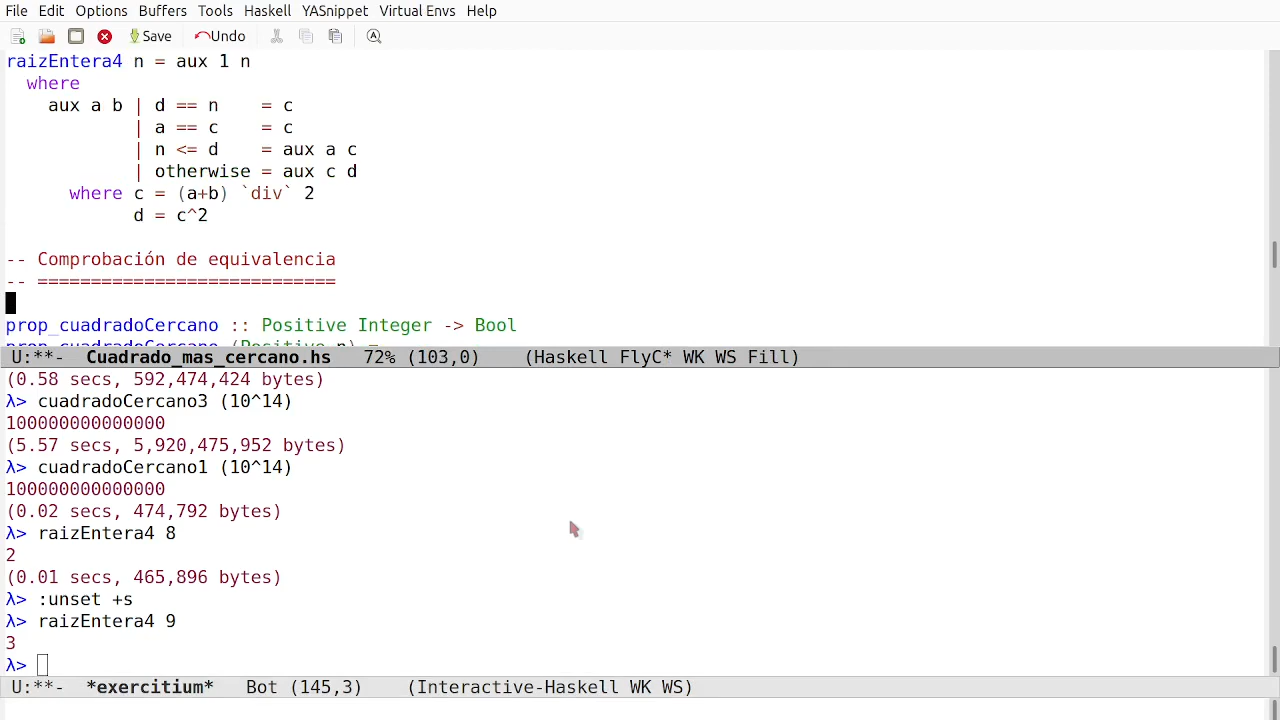 File Edit Options Buffers Tools Haskell YASnippet Virtual Envs Help
Save Undo
raizEntera4 n = aux 1 n
  where
    aux a b | d == n    = c
            | a == c    = c
            | n <= d    = aux a c
            | otherwise = aux c d
      where c = (a+b) `div` 2
            d = c^2
-- Comprobación de equivalencia
-- ============================
prop_cuadradoCercano :: Positive Integer -> Bool
prop_cuadradoCercano (Positive n) =
U:**-  Cuadrado_mas_cercano.hs   72% (103,0)    (Haskell FlyC* WK WS Fill)
(0.58 secs, 592,474,424 bytes)
λ> cuadradoCercano3 (10^14)
100000000000000
(5.57 secs, 5,920,475,952 bytes)
λ> cuadradoCercano1 (10^14)
100000000000000
(0.02 secs, 474,792 bytes)
λ> raizEntera4 8
2
(0.01 secs, 465,896 bytes)
λ> :unset +s
λ> raizEntera4 9
3
λ>
U:**-  *exercitium*   Bot (145,3)    (Interactive-Haskell WK WS)